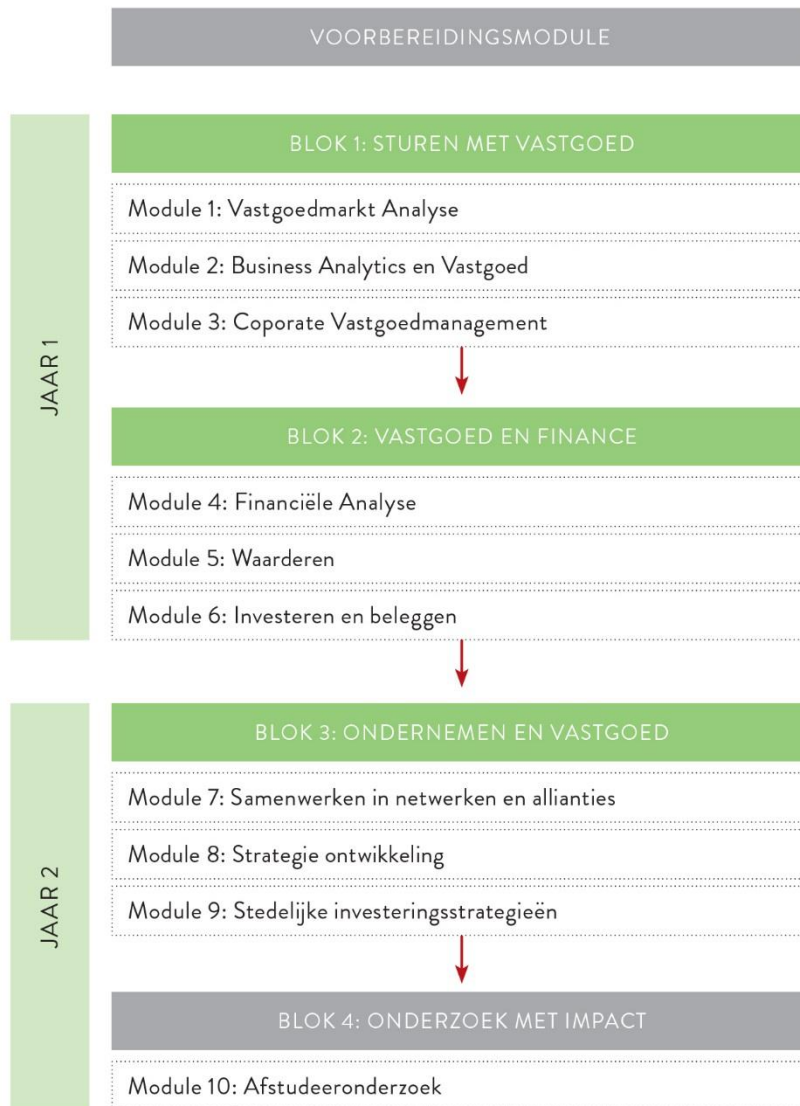 VOORBEREIDINGSMODULE
JAAR 1
BLOK 1: STUREN MET VASTGOED
Module 1: Vastgoedmarkt Analyse
Module 2: Business Analytics en Vastgoed
Module 3: Coporate Vastgoedmanagement
BLOK 2: VASTGOED EN FINANCE
Module 4: Financiële Analyse
Module 5: Waarderen
Module 6: Investeren en beleggen
JAAR 2
BLOK 3: ONDERNEMEN EN VASTGOED
Module 7: Samenwerken in netwerken en allianties
Module 8: Strategie ontwikkeling
Module 9: Stedelijke investeringsstrategieën
BLOK 4: ONDERZOEK MET IMPACT
Module 10: Afstudeeronderzoek